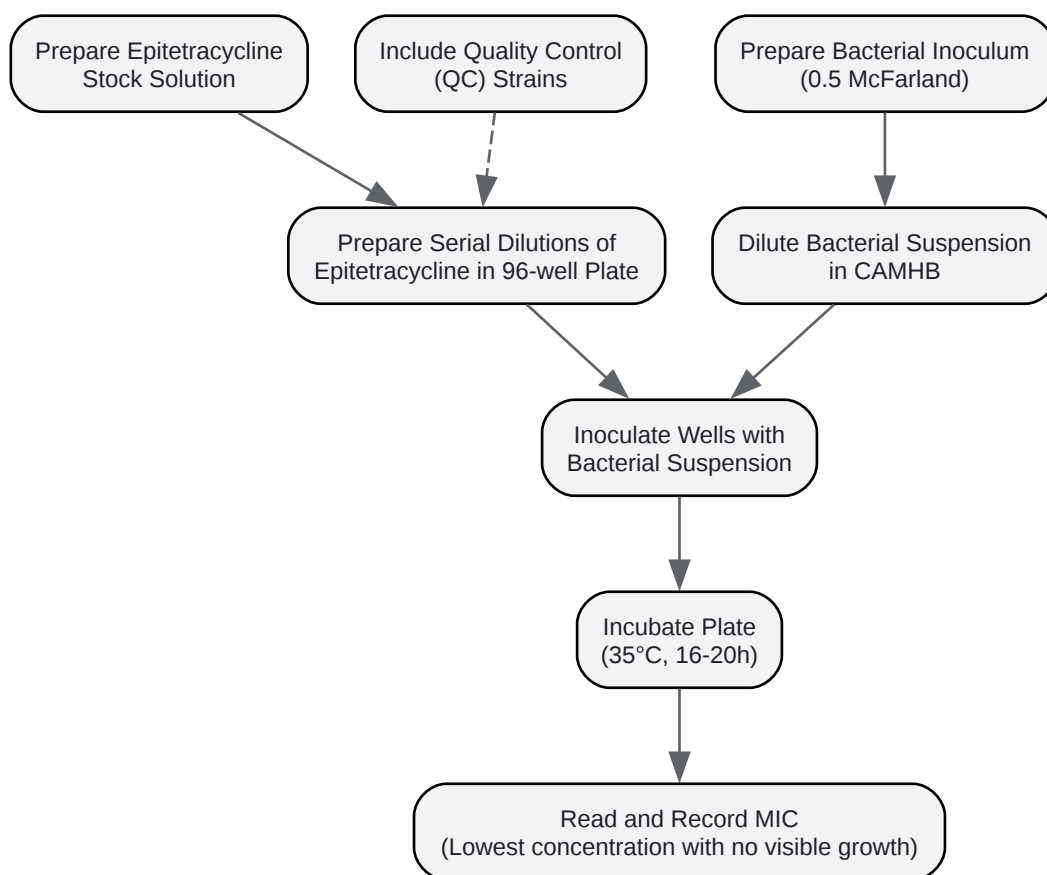 Prepare Epitetracycline
Stock Solution
Include Quality Control
(QC) Strains
Prepare Bacterial Inoculum
(0.5 McFarland)
Prepare Serial Dilutions of
Epitetracycline in 96-well Plate
Dilute Bacterial Suspension
in CAMHB
Inoculate Wells with
Bacterial Suspension
Incubate Plate
(35°C, 16-20h)
Read and Record MIC
(Lowest concentration with no visible growth)